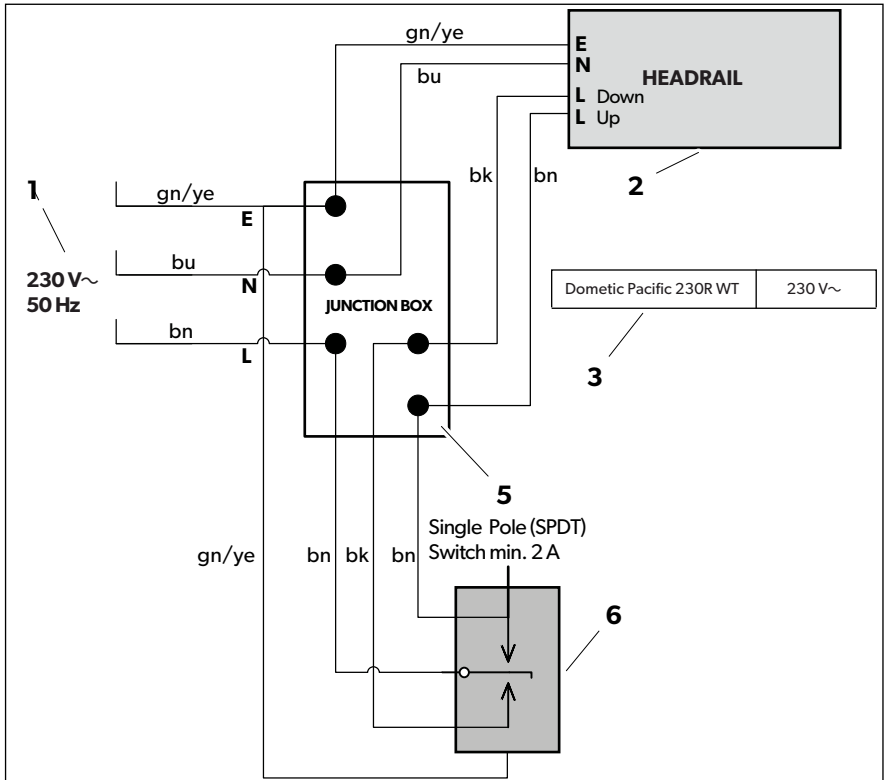 gn/ye
E
N
bu
HEADRAIL
L Down
L Up
bk
bn
2
1
gn/ye
E
230 V~
50 Hz
bu
N
JUNCTION BOX
Dometic Pacific 230R WT
230 V~
bn
L
3
5
Single Pole (SPDT)
Switch min. 2 A
gn/ye
bn
bk
bn
6